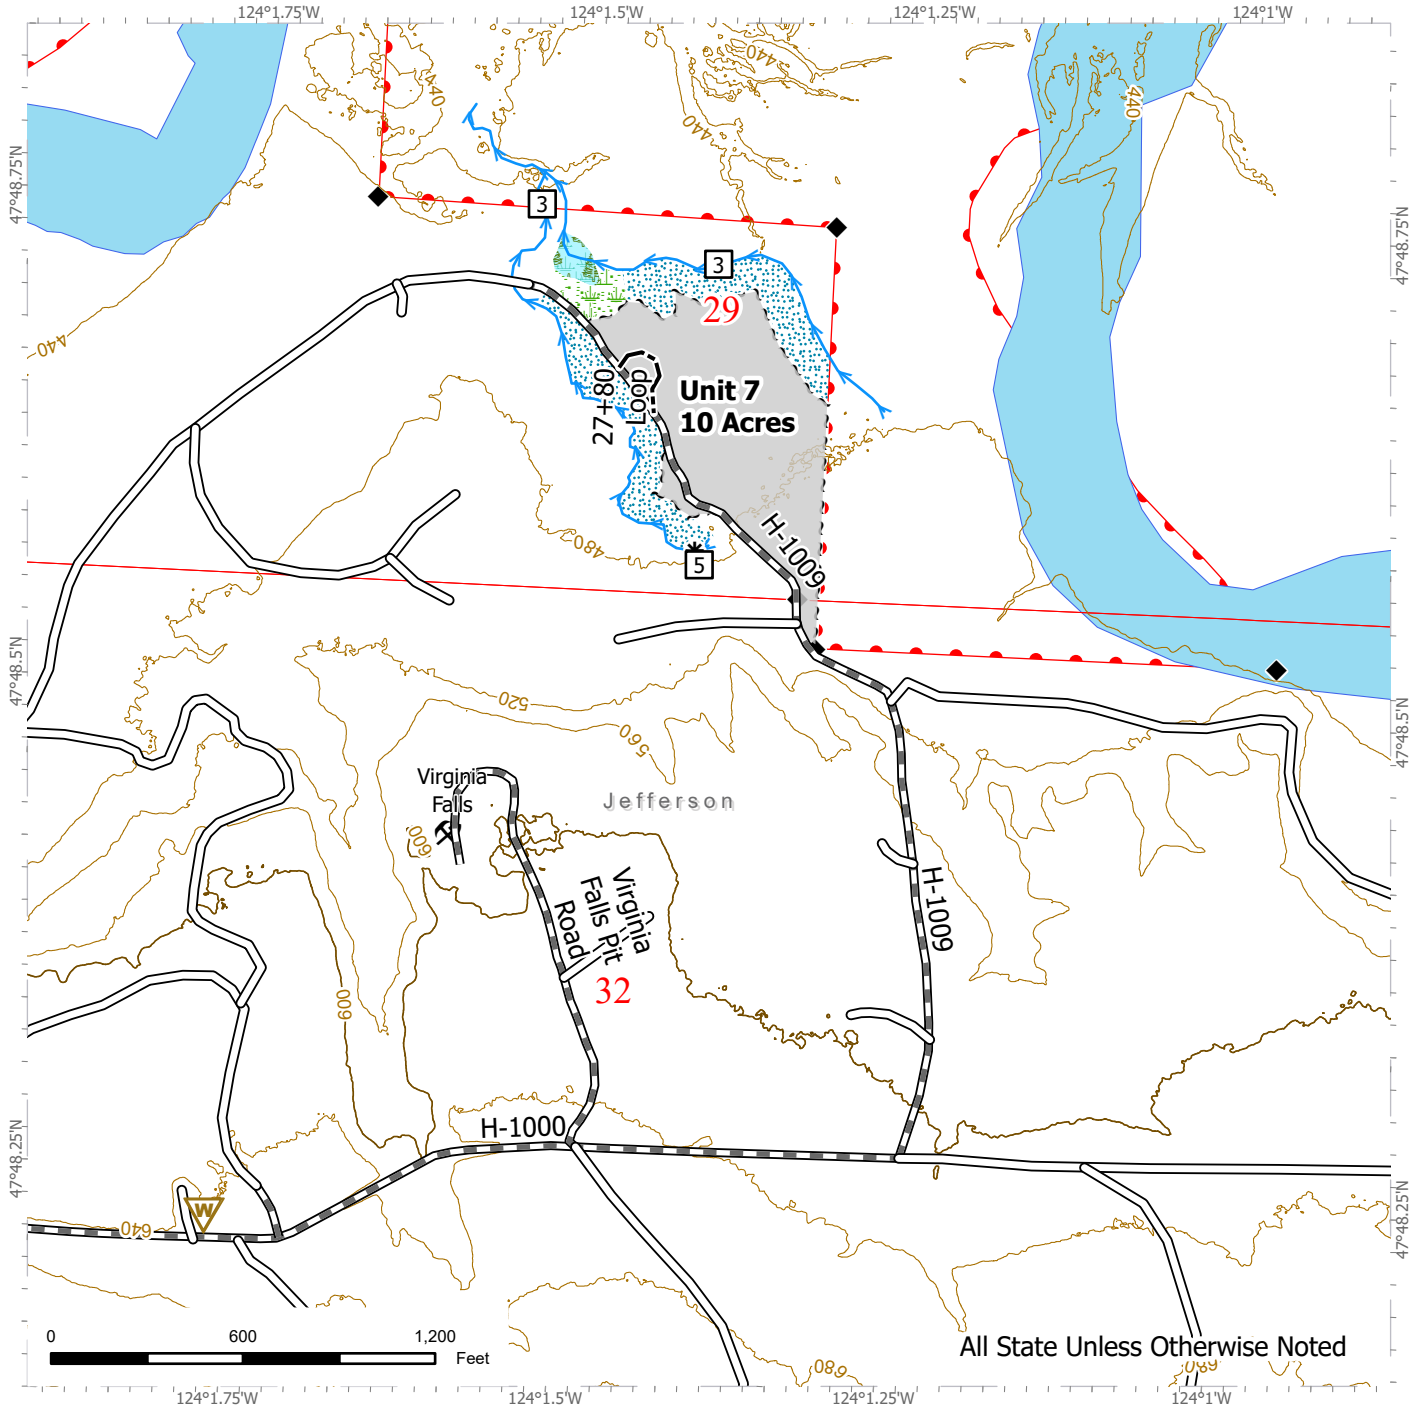 124°1.75'W
124°1.5'W
124°1.25'W
124°1'W
47°48.75'N
47°48.75'N
440
440
440
440
440
3
3
29
27+80
Loop
Unit 7
10 Acres
H-1009
480
5
47°48.5'N
47°48.5'N
520
560
Virginia
Falls
600
Jefferson
Virginia
Falls Pit
Road
H-1009
32
600
H-1000
47°48.25'N
47°48.25'N
W
640
0
600
1,200
Feet
All State Unless Otherwise Noted
680
680
124°1.75'W
124°1.5'W
124°1.25'W
124°1'W